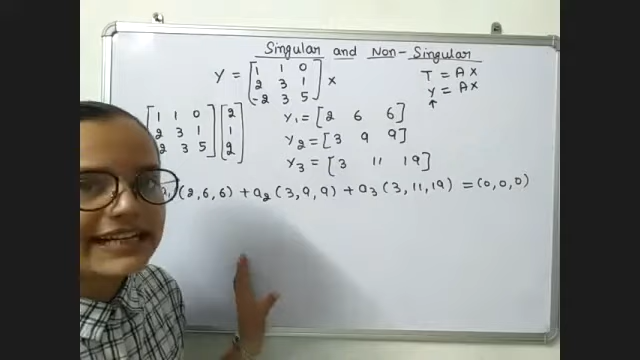 Singular and Non-Singular
Y = [1 1 0] X
[2 3 1]
[-2 3 5]
T = AX
Y = AX
↑
[1 1 0] [2]
[2 3 1] [1]
[2 3 5] [2]
Y₁ = [2 6 6]
Y₂ = [3 9 9]
Y₃ = [3 11 19]
a₁(2,6,6) + a₂(3,9,9) + a₃(3,11,19) = (0,0,0)